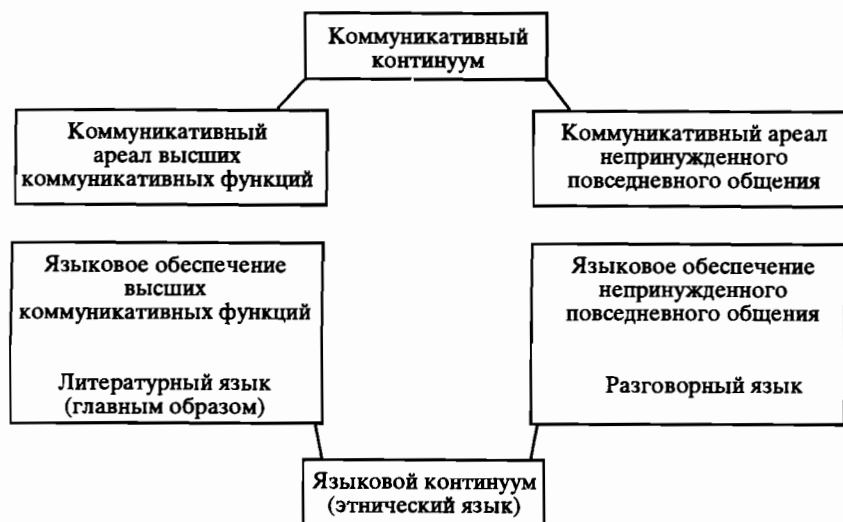 Коммуникативный
континуум
Коммуникативный
ареал высших
коммуникативных функций
Коммуникативный ареал
непринужденного
повседневного общения
Языковое обеспечение
высших
коммуникативных функций
Литературный язык
(главным образом)
Языковое обеспечение
непринужденного
повседневного общения
Разговорный язык
Языковой континуум
(этнический язык)